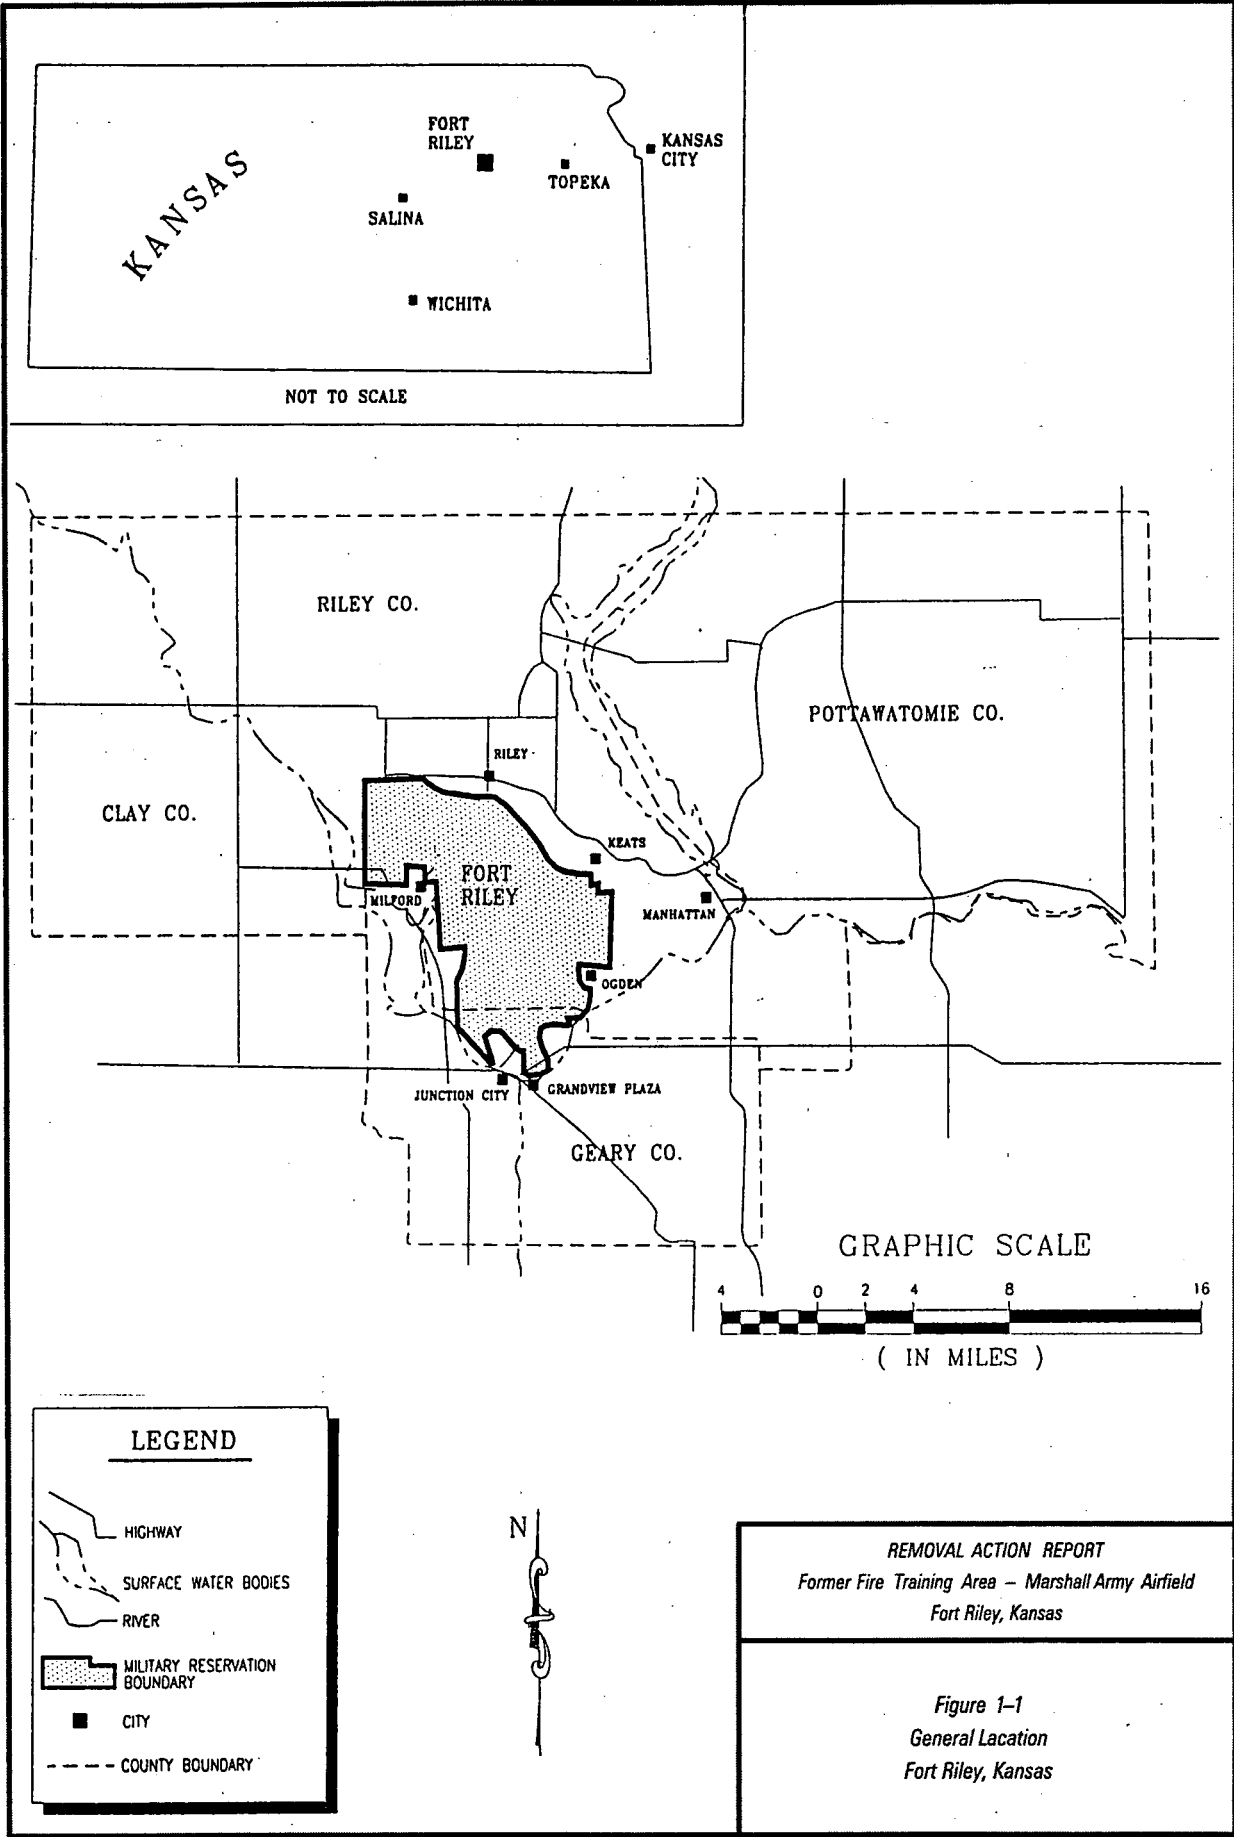 FORT
RILEY
KANSAS
CITY
TOPEKA
KANSAS
SALINA
WICHITA
NOT TO SCALE
RILEY CO.
POTTAWATOMIE CO.
RILEY
CLAY CO.
KEATS
FORT
RILEY
MILFORD
MANHATTAN
OGDEN
JUNCTION CITY
GRANDVIEW PLAZA
GEARY CO.
GRAPHIC SCALE
4 0 2 4 8 16
( IN MILES )
LEGEND
HIGHWAY
SURFACE WATER BODIES
RIVER
MILITARY RESERVATION
BOUNDARY
CITY
COUNTY BOUNDARY
N
REMOVAL ACTION REPORT
Former Fire Training Area – Marshall Army Airfield
Fort Riley, Kansas
Figure 1–1
General Lacation
Fort Riley, Kansas